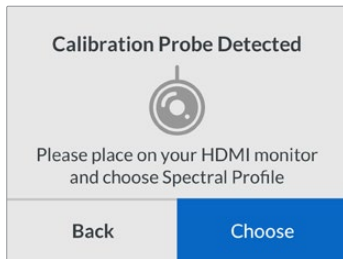 Calibration Probe Detected
Please place on your HDMI monitor
and choose Spectral Profile
Back
Choose